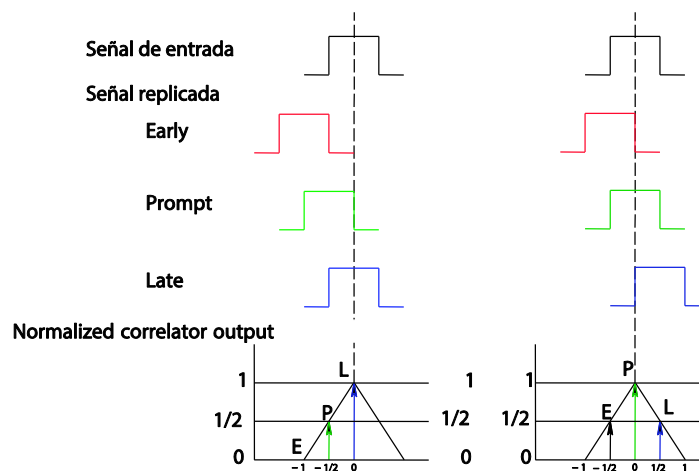 Señal de entrada
Señal replicada
Early
Prompt
Late
Normalized correlator output
L
1
P
1/2
E
0
−1 −1/2 0
1
1/2
0
P
1
E
L
1/2
0
−1 −1/2 0 1/2 1